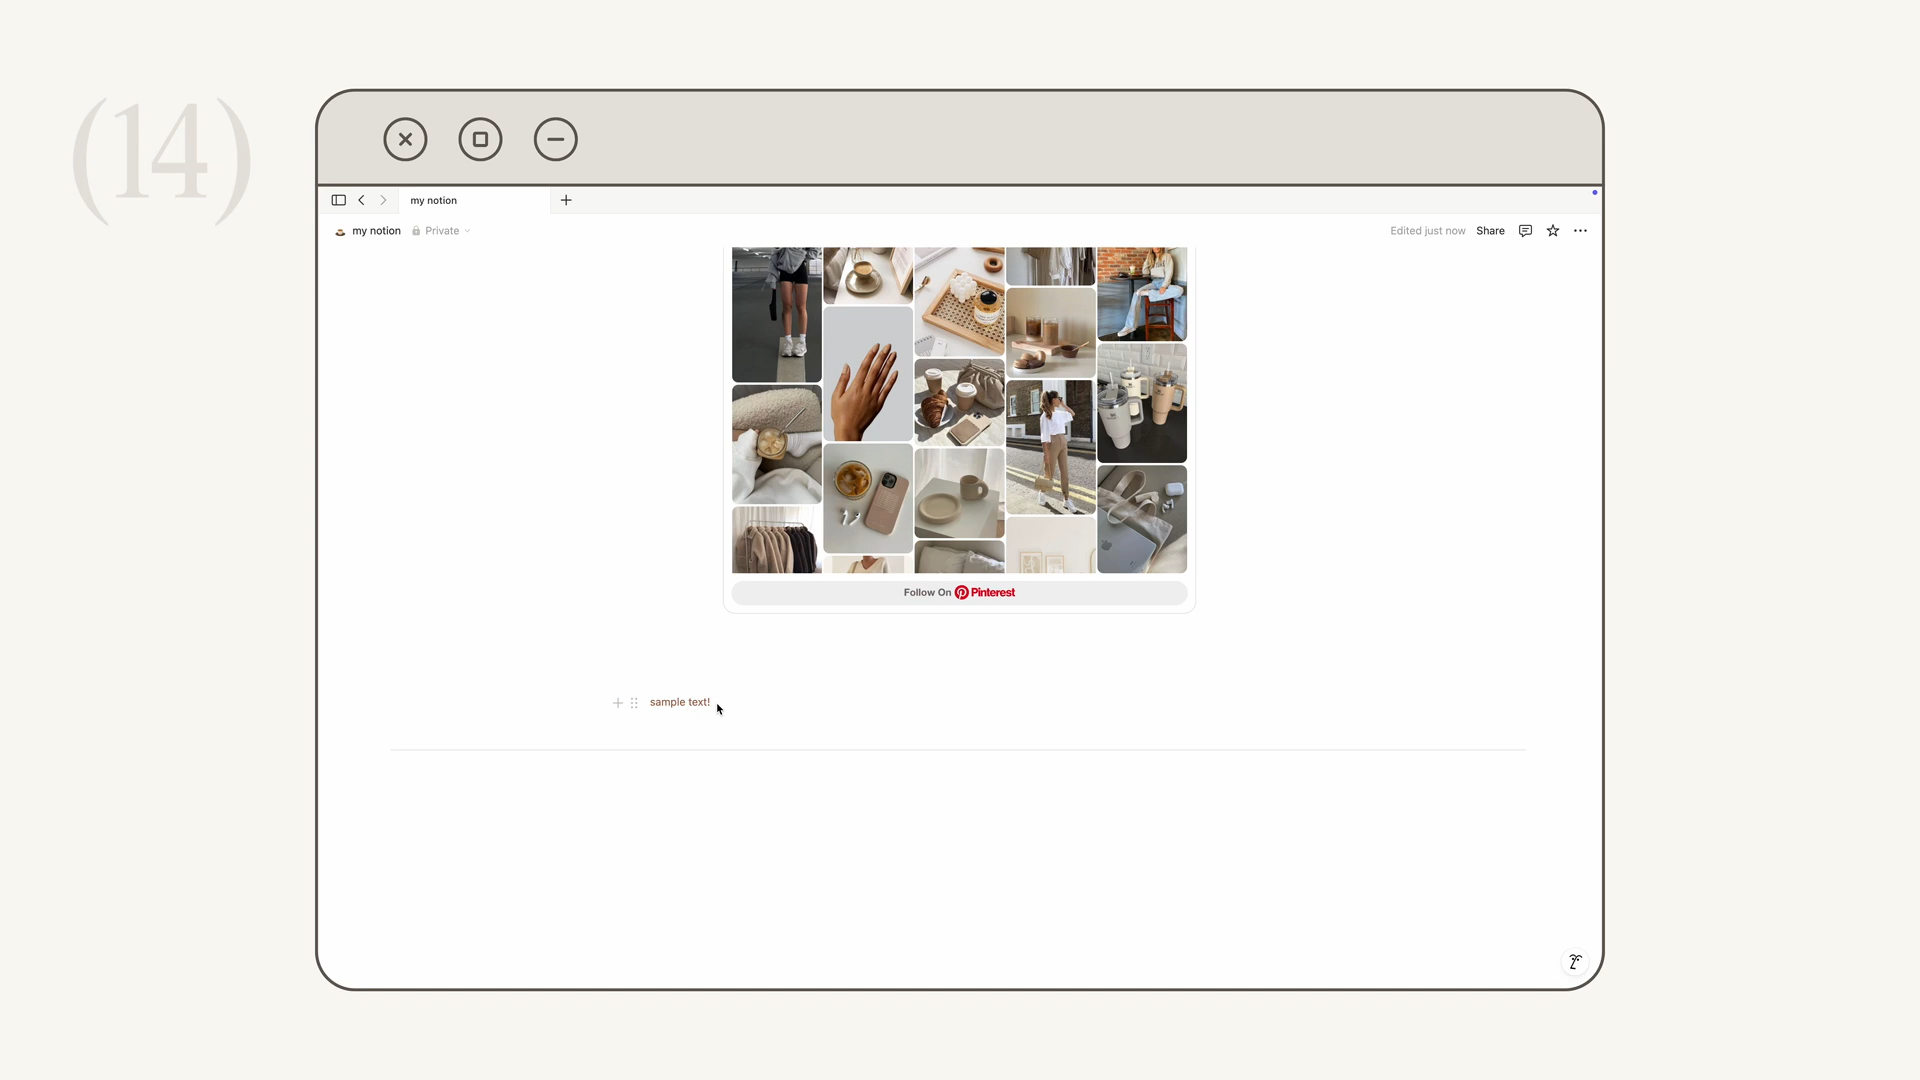 (14)
my notion
my notion Private
Edited just now Share
Follow On Pinterest
sample text!